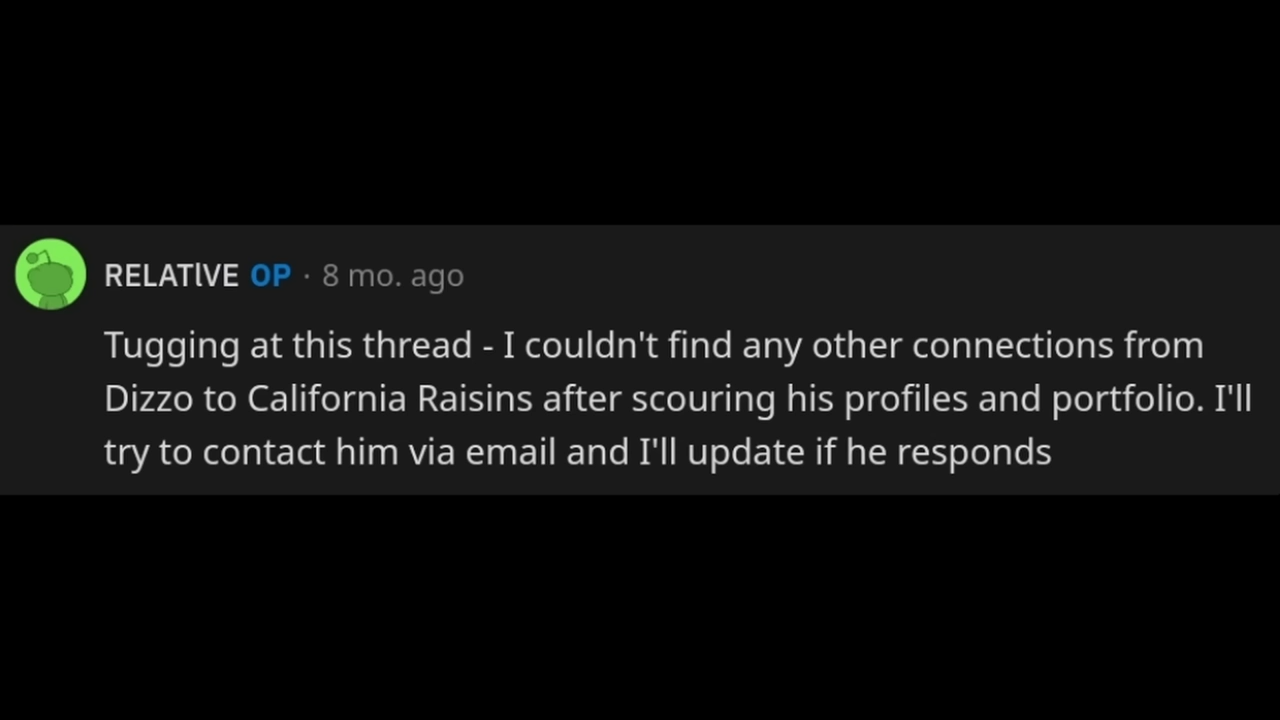 RELATlVE OP · 8 mo. ago
Tugging at this thread - I couldn't find any other connections from
Dizzo to California Raisins after scouring his profiles and portfolio. I'll
try to contact him via email and I'll update if he responds